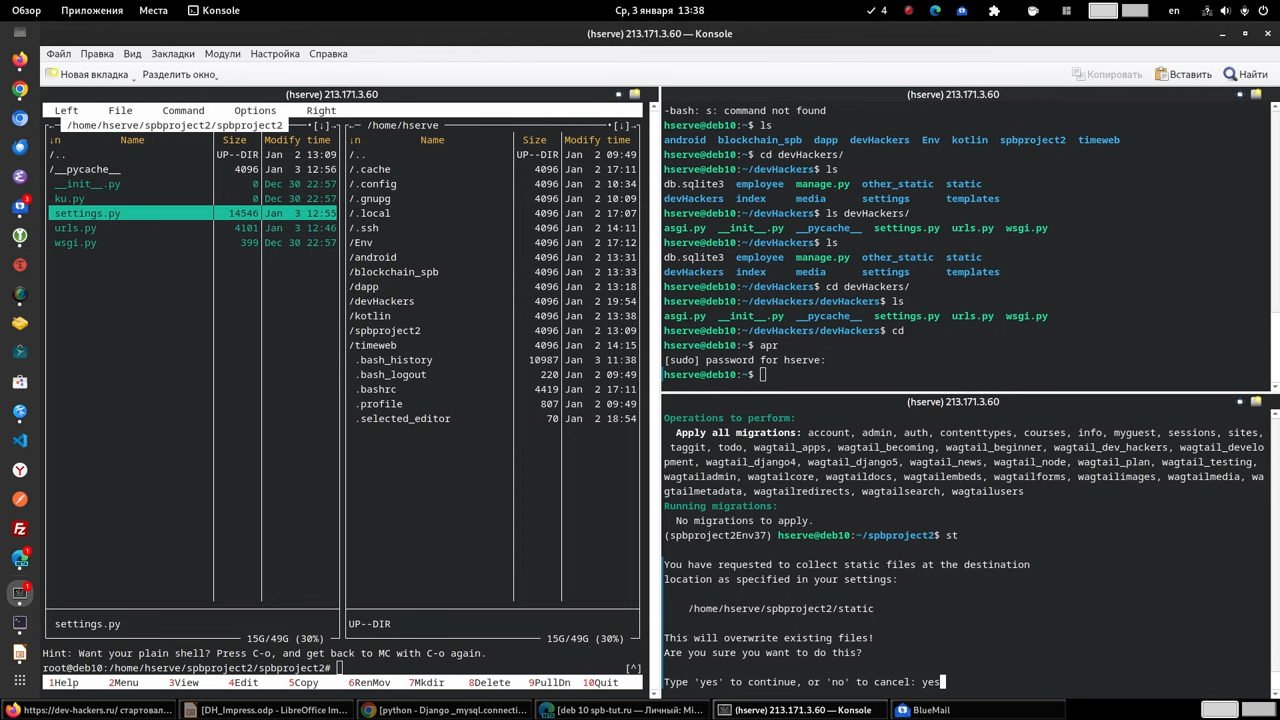 Обзор Приложения Места Konsole Ср, 3 января 13:38 4 en
(hserve) 213.171.3.60 — Konsole
Файл Правка Вид Закладки Модули Настройка Справка
Новая вкладка Разделить окно Копировать Вставить Найти
(hserve) 213.171.3.60
Left File Command Options Right
/home/hserve/spbproject2/spbproject2
↓n Name Size Modify time
/.. UP--DIR Jan 2 13:09
/__pycache__ 4096 Jan 3 12:56
__init__.py 0 Dec 30 22:57
ku.py 0 Dec 30 22:57
settings.py 14546 Jan 3 12:55
urls.py 4101 Jan 3 12:46
wsgi.py 399 Dec 30 22:57
settings.py
15G/49G (30%)
/home/hserve
↓n Name Size Modify time
/.. UP--DIR Jan 2 09:49
/.cache 4096 Jan 2 17:11
/.config 4096 Jan 2 10:34
/.gnupg 4096 Jan 2 10:09
/.local 4096 Jan 2 17:07
/.ssh 4096 Jan 2 14:11
/Env 4096 Jan 2 17:12
/android 4096 Jan 2 13:31
/blockchain_spb 4096 Jan 2 13:33
/dapp 4096 Jan 2 13:18
/devHackers 4096 Jan 2 19:54
/kotlin 4096 Jan 2 13:38
/spbproject2 4096 Jan 2 13:09
/timeweb 4096 Jan 2 14:15
.bash_history 10987 Jan 3 11:38
.bash_logout 220 Jan 2 09:49
.bashrc 4419 Jan 2 17:11
.profile 807 Jan 2 09:49
.selected_editor 70 Jan 2 18:54
UP--DIR
15G/49G (30%)
Hint: Want your plain shell? Press C-o, and get back to MC with C-o again.
root@deb10:/home/hserve/spbproject2/spbproject2# [^]
1Help 2Menu 3View 4Edit 5Copy 6RenMov 7Mkdir 8Delete 9PullDn 10Quit
(hserve) 213.171.3.60
-bash: s: command not found
hserve@deb10:~$ ls
android blockchain_spb dapp devHackers Env kotlin spbproject2 timeweb
hserve@deb10:~$ cd devHackers/
hserve@deb10:~/devHackers$ ls
db.sqlite3 employee manage.py other_static static
devHackers index media settings templates
hserve@deb10:~/devHackers$ ls devHackers/
asgi.py __init__.py __pycache__ settings.py urls.py wsgi.py
hserve@deb10:~/devHackers$ ls
db.sqlite3 employee manage.py other_static static
devHackers index media settings templates
hserve@deb10:~/devHackers$ cd devHackers/
hserve@deb10:~/devHackers/devHackers$ ls
asgi.py __init__.py __pycache__ settings.py urls.py wsgi.py
hserve@deb10:~/devHackers/devHackers$ cd
hserve@deb10:~$ apr
[sudo] password for hserve:
hserve@deb10:~$
(hserve) 213.171.3.60
Operations to perform:
Apply all migrations: account, admin, auth, contenttypes, courses, info, myguest, sessions, sites,
taggit, todo, wagtail_apps, wagtail_becoming, wagtail_beginner, wagtail_dev_hackers, wagtail_develo
pment, wagtail_django4, wagtail_django5, wagtail_news, wagtail_node, wagtail_plan, wagtail_testing,
wagtailadmin, wagtailcore, wagtaildocs, wagtailembeds, wagtailforms, wagtailimages, wagtailmedia, wa
gtailmetadata, wagtailredirects, wagtailsearch, wagtailusers
Running migrations:
No migrations to apply.
(spbproject2Env37) hserve@deb10:~/spbproject2$ st
You have requested to collect static files at the destination
location as specified in your settings:
/home/hserve/spbproject2/static
This will overwrite existing files!
Are you sure you want to do this?
Type 'yes' to continue, or 'no' to cancel: yes
https://dev-hackers.ru/ стартовал… DH_Impress.odp - LibreOffice Im… [python - Django _mysql.connecti… [deb 10 spb-tut.ru — Личный: Mi… (hserve) 213.171.3.60 — Konsole BlueMail